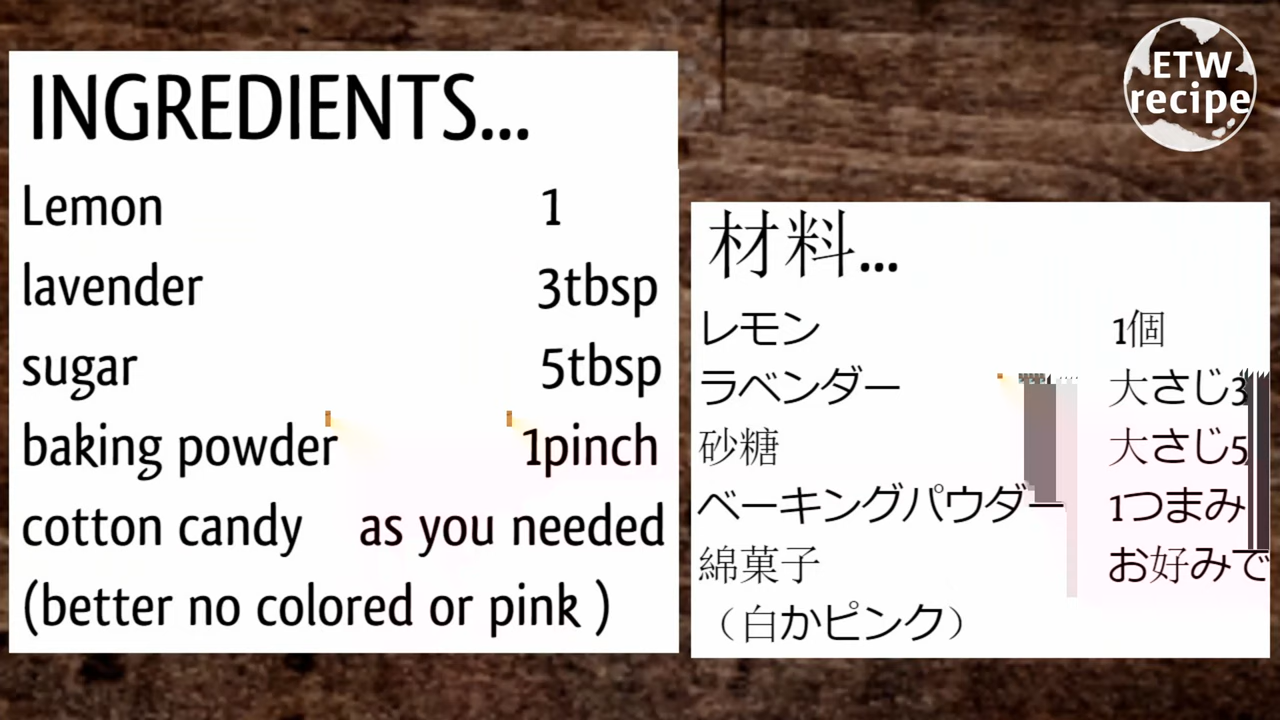 INGREDIENTS...
Lemon 1
lavender 3tbsp
sugar 5tbsp
baking powder 1pinch
cotton candy as you needed
(better no colored or pink )
ETW
recipe
材料...
レモン 1個
ラベンダー 大さじ3
砂糖 大さじ5
ベーキングパウダー 1つまみ
綿菓子 お好みで
（白かピンク）